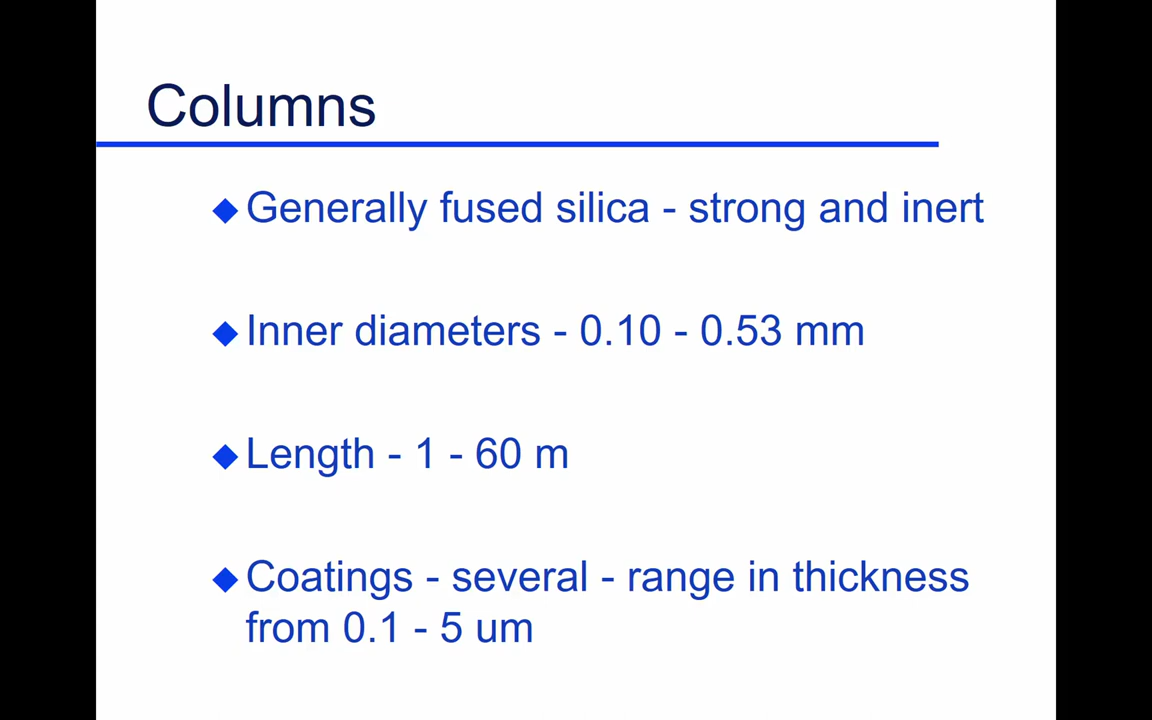 Columns
Generally fused silica - strong and inert
Inner diameters - 0.10 - 0.53 mm
Length - 1 - 60 m
Coatings - several - range in thickness
from 0.1 - 5 um